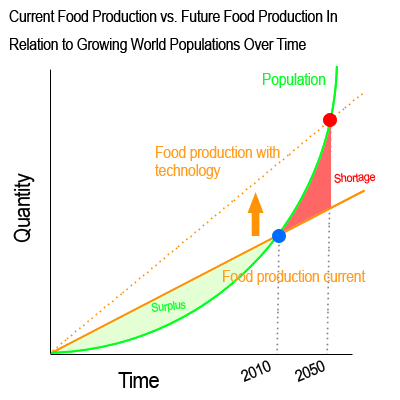 Current Food Production vs. Future Food Production In
Relation to Growing World Populations Over Time
Population
Food production with
technology
Shortage
Quantity
Food production current
Surplus
2010
2050
Time